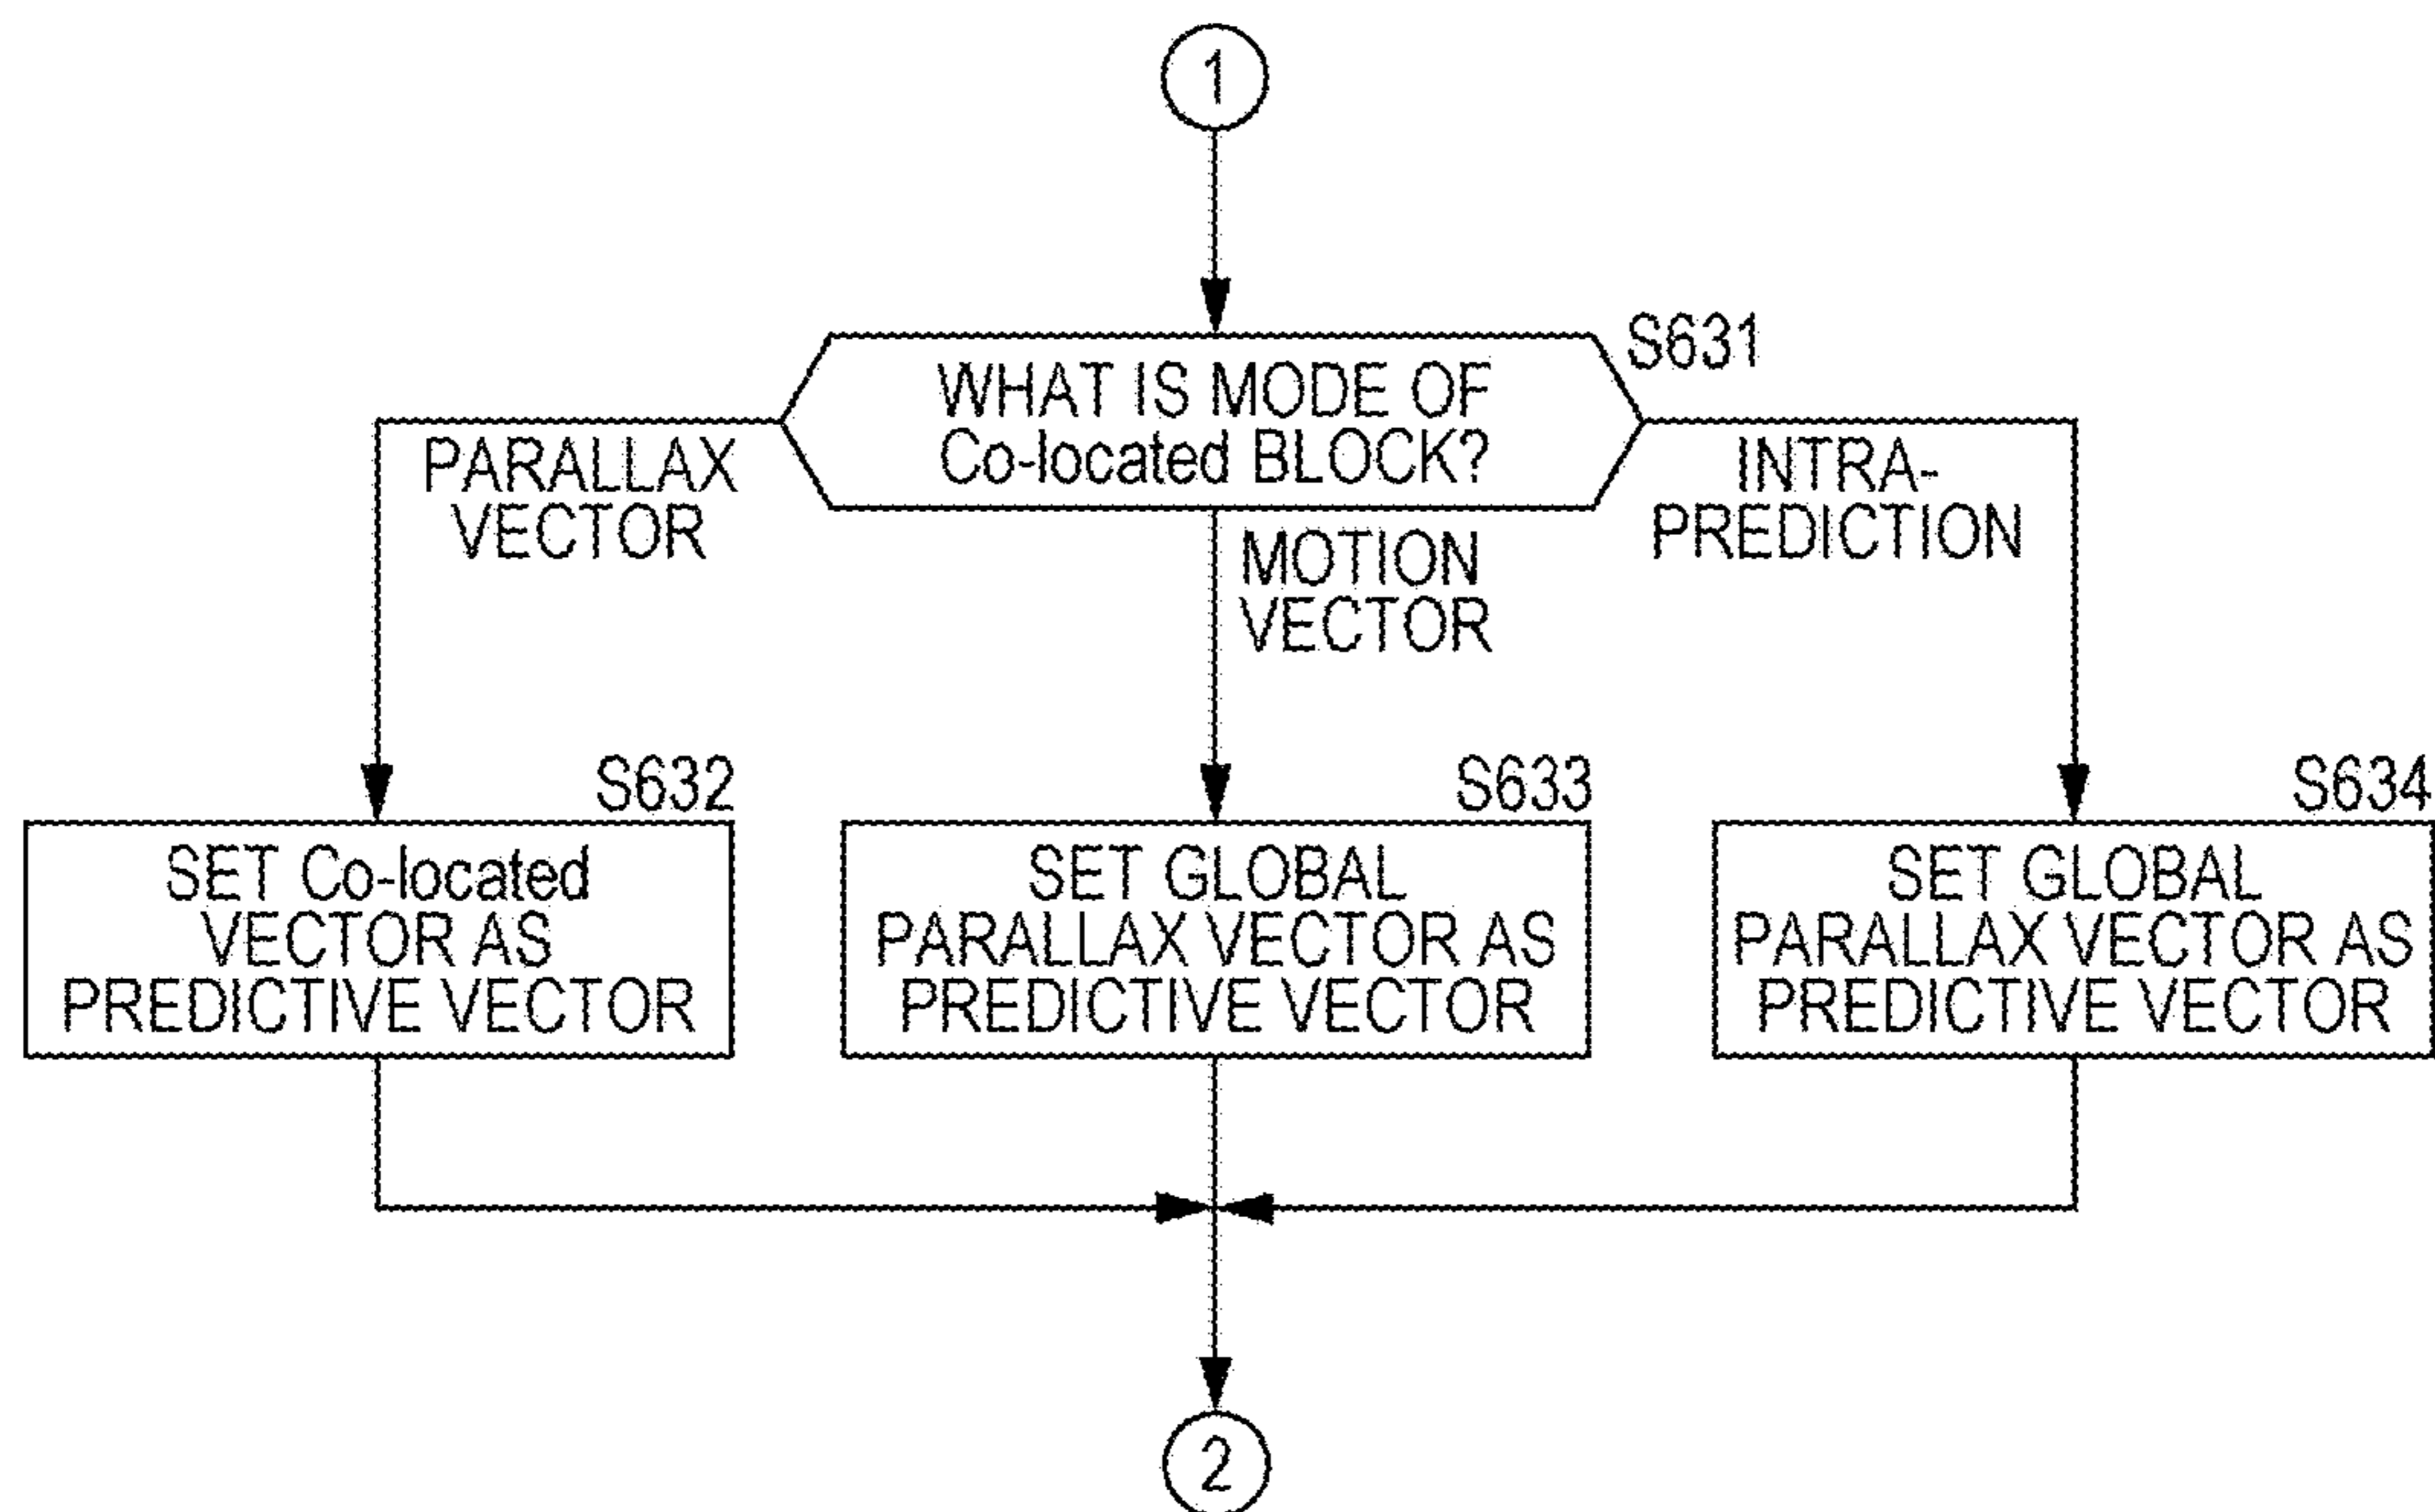 1
S631
WHAT IS MODE OF
Co-located BLOCK?
PARALLAX
VECTOR
MOTION
VECTOR
INTRA-
PREDICTION
S632
SET Co-located
VECTOR AS
PREDICTIVE VECTOR
S633
SET GLOBAL
PARALLAX VECTOR AS
PREDICTIVE VECTOR
S634
SET GLOBAL
PARALLAX VECTOR AS
PREDICTIVE VECTOR
2